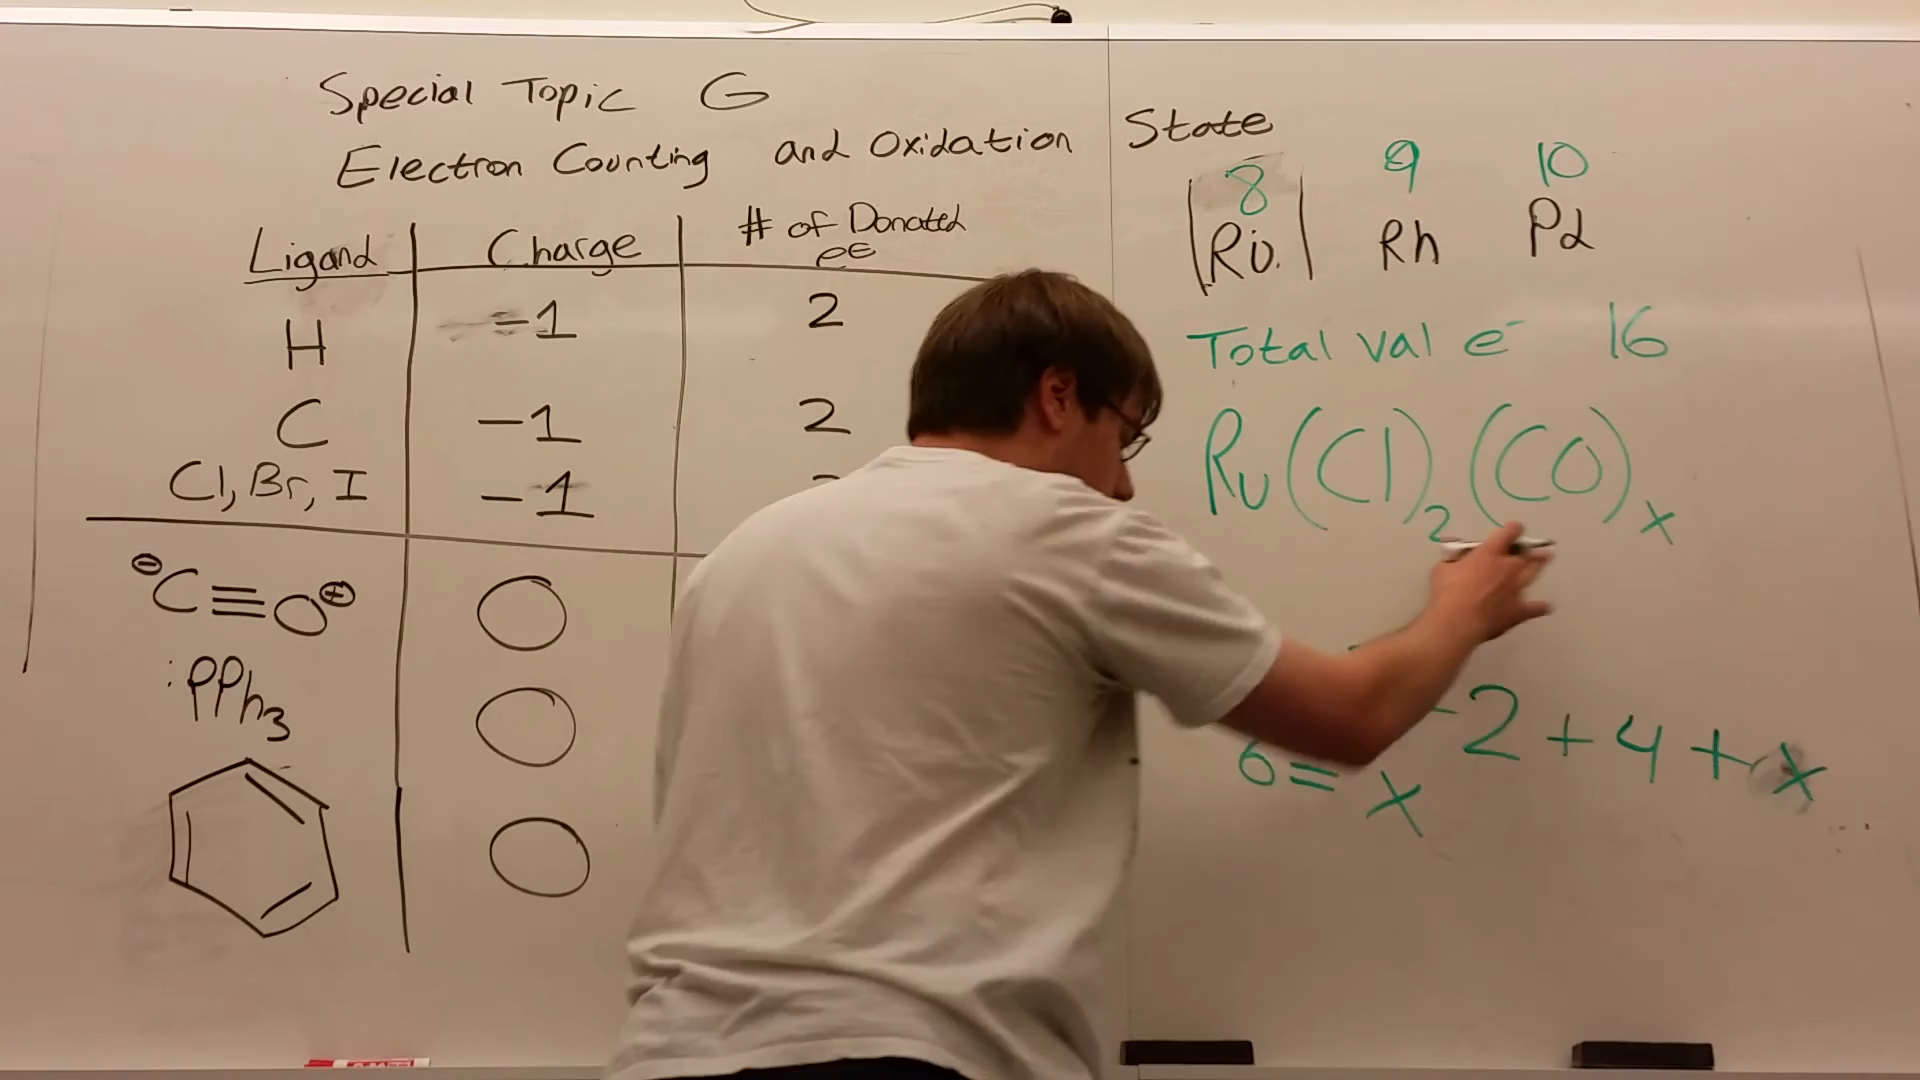 Special Topic G
Electron Counting and Oxidation State
Ligand Charge # of Donated
ee
H -1 2
C -1 2
Cl, Br, I -1
⊖C≡O⊕ O
:PPh3 O
O
8 9 10
Ru Rh Pd
Total val e- 16
Ru(Cl)2(CO)x
-2+4+x
6=x